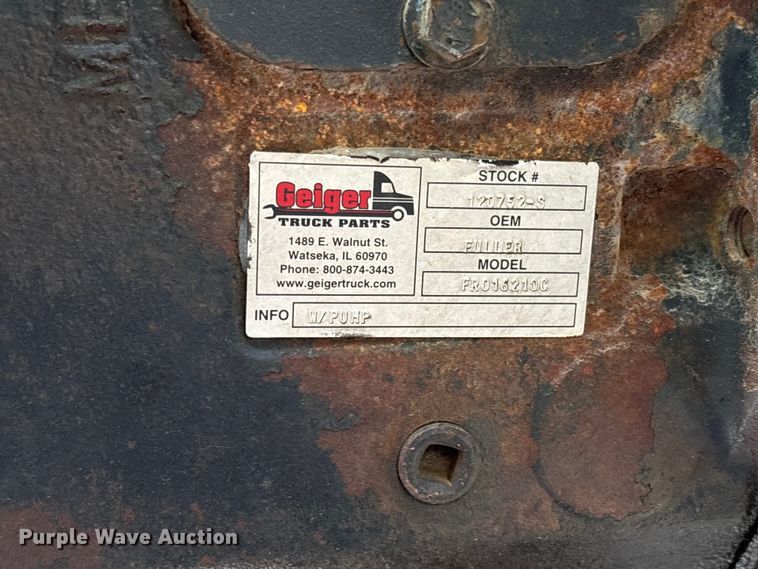 Geiger
TRUCK PARTS
1489 E. Walnut St.
Watseka, IL 60970
Phone: 800-874-3443
www.geigertruck.com
STOCK #
120752-S
OEM
FULLER
MODEL
FRO16210C
INFO W/PUMP
Purple Wave Auction